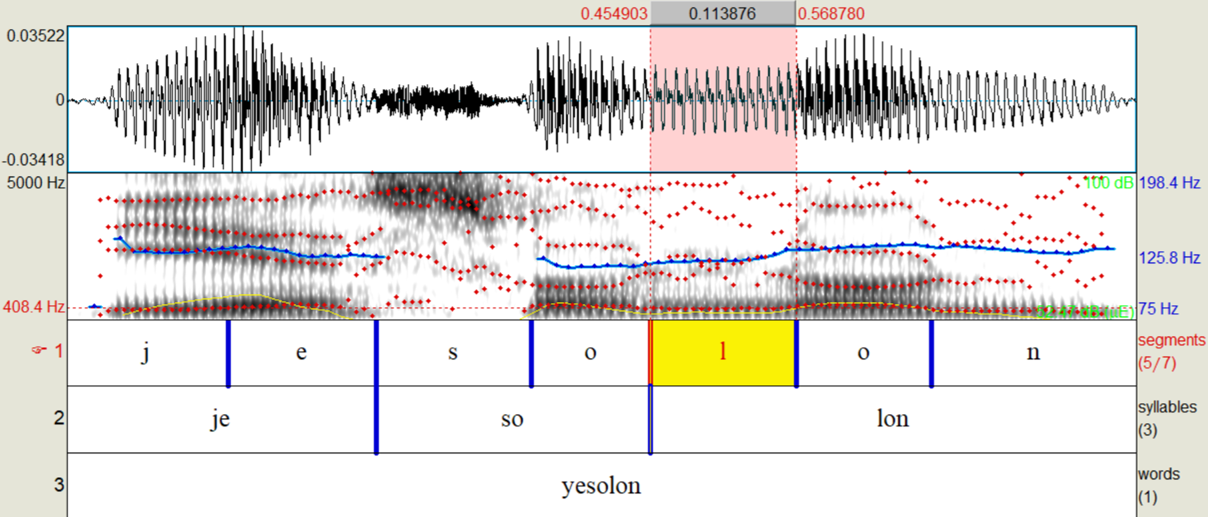 0.454903 0.113876 0.568780
0.03522
0
-0.03418
5000 Hz 100 dB 198.4 Hz
125.8 Hz
408.4 Hz 75 Hz
1 j e s o l o n segments
(5/7)
2 je so lon syllables
(3)
3 yesolon words
(1)